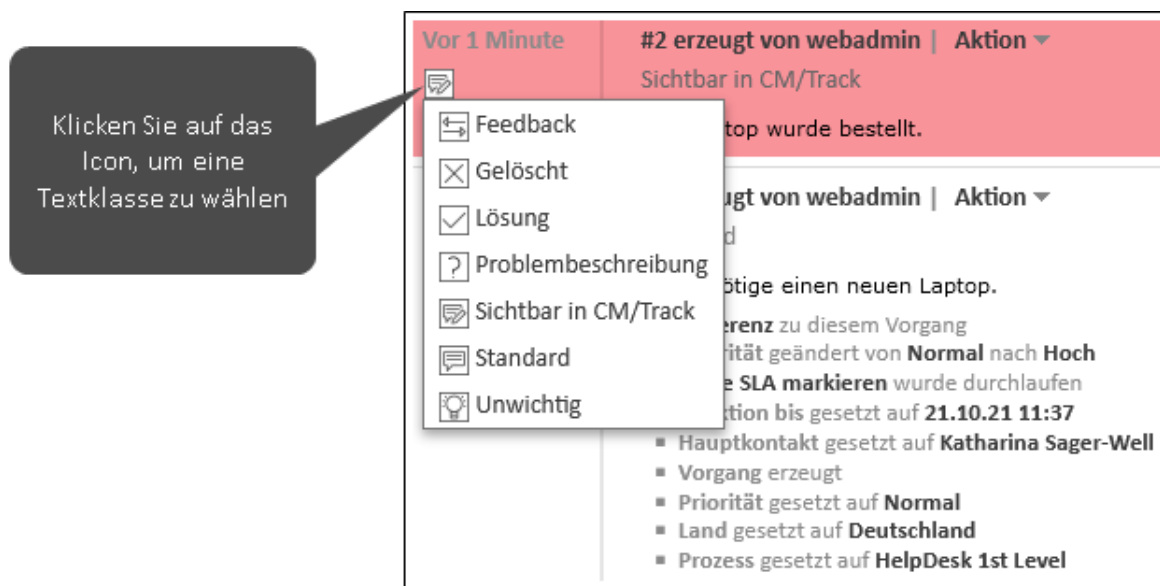 Klicken Sie auf das
Icon, um eine
Textklasse zu wählen
Vor 1 Minute
#2 erzeugt von webadmin | Aktion
Sichtbar in CM/Track
top wurde bestellt.
Feedback
Gelöscht
Lösung
Problembeschreibung
Sichtbar in CM/Track
Standard
Unwichtig
ugt von webadmin | Aktion
d
ötige einen neuen Laptop.
erenz zu diesem Vorgang
rität geändert von Normal nach Hoch
e SLA markieren wurde durchlaufen
ktion bis gesetzt auf 21.10.21 11:37
Hauptkontakt gesetzt auf Katharina Sager-Well
Vorgang erzeugt
Priorität gesetzt auf Normal
Land gesetzt auf Deutschland
Prozess gesetzt auf HelpDesk 1st Level